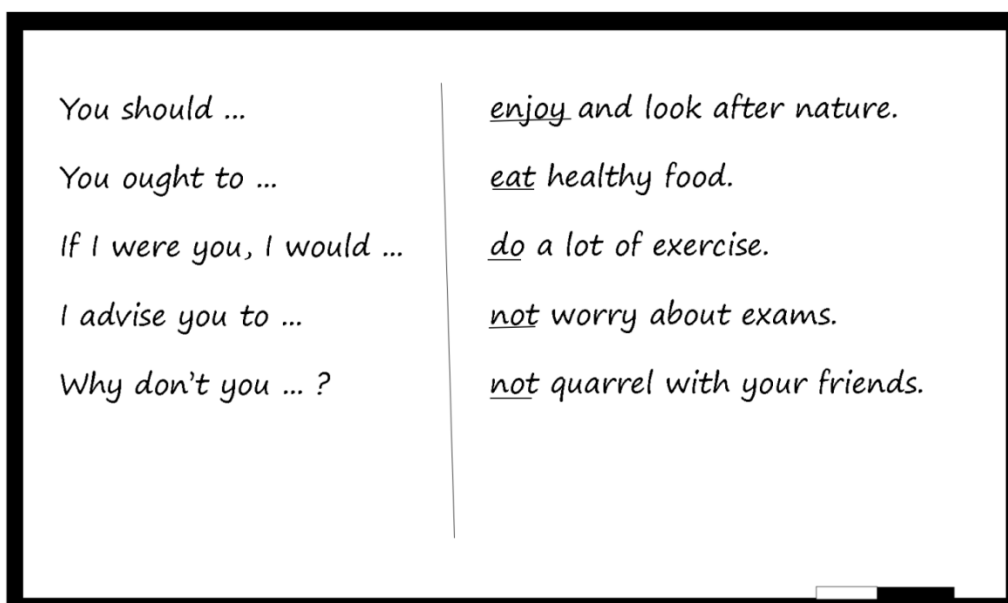 You should ...
You ought to ...
If I were you, I would ...
I advise you to ...
Why don't you ... ?
enjoy and look after nature.
eat healthy food.
do a lot of exercise.
not worry about exams.
not quarrel with your friends.